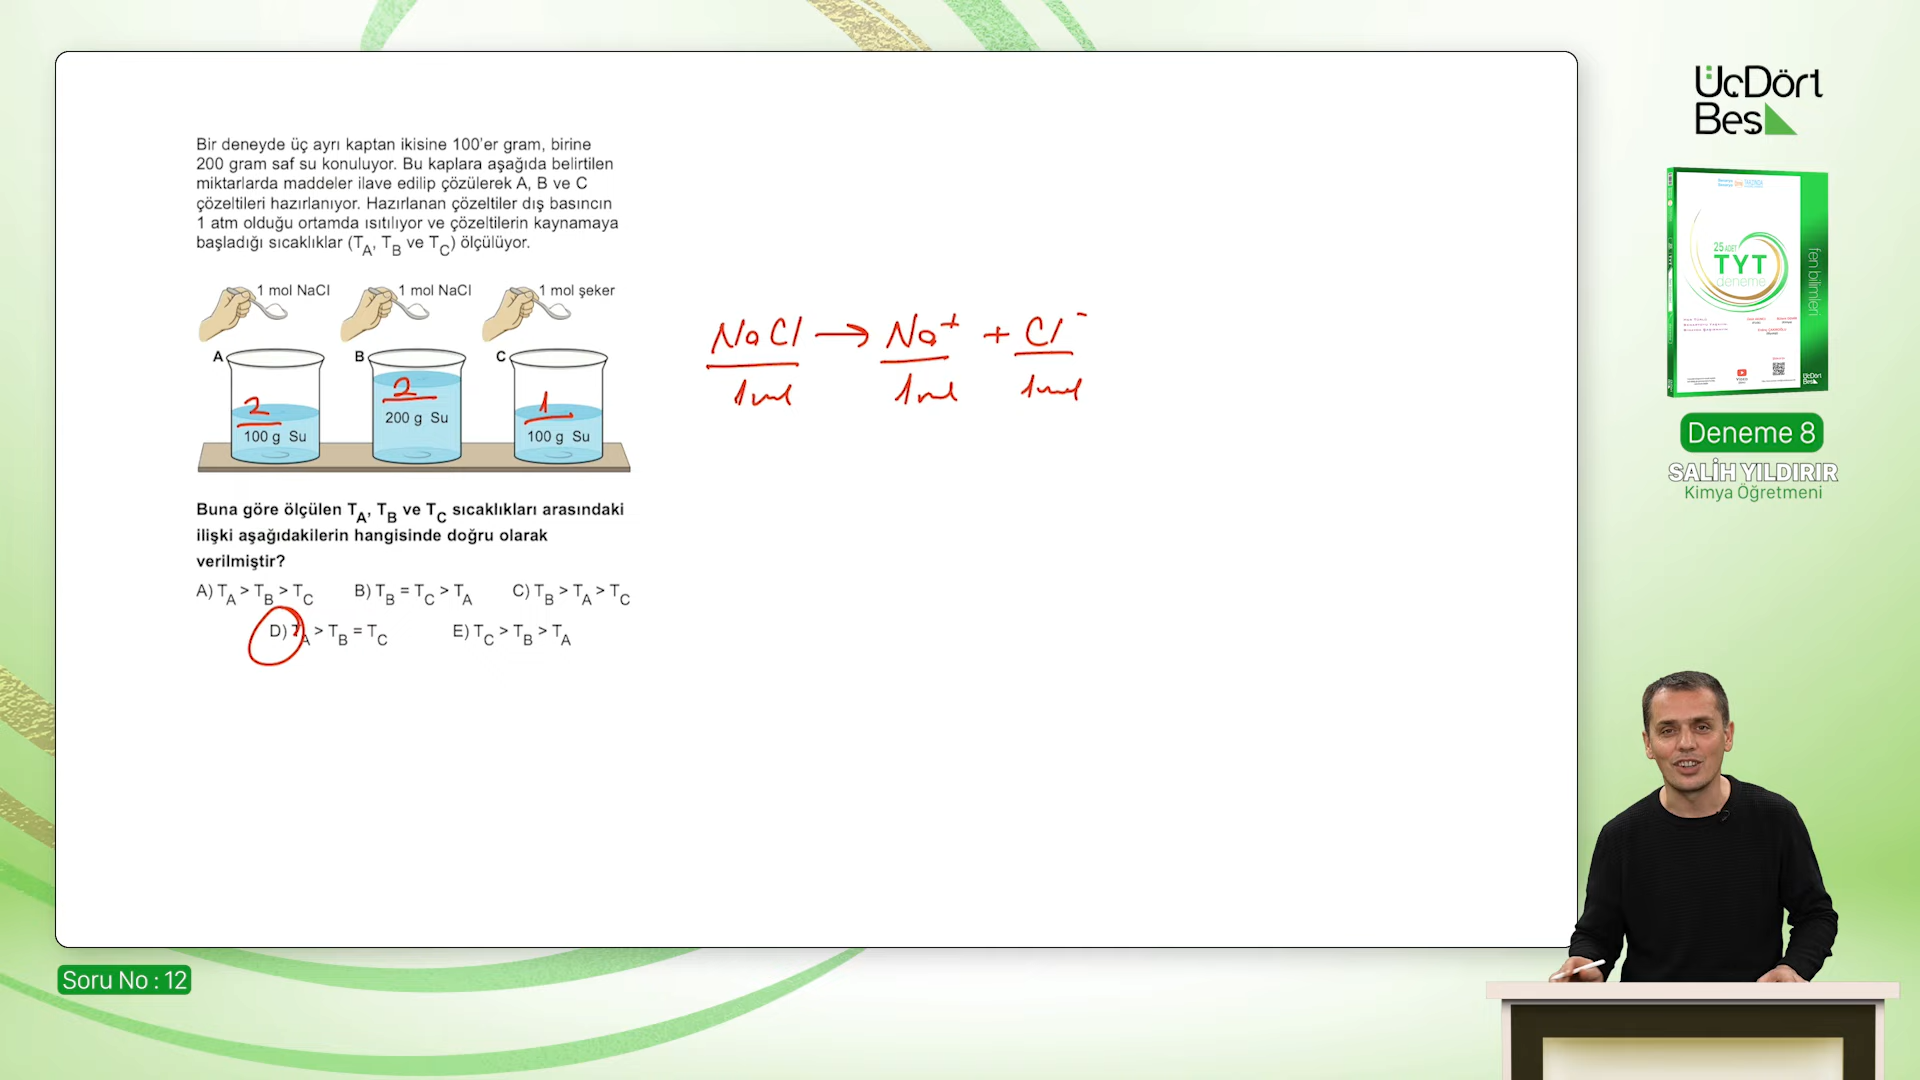 Bir deneyde üç ayrı kaptan ikisine 100'er gram, birine
200 gram saf su konuluyor. Bu kaplara aşağıda belirtilen
miktarlarda maddeler ilave edilip çözülerek A, B ve C
çözeltileri hazırlanıyor. Hazırlanan çözeltiler dış basıncın
1 atm olduğu ortamda ısıtılıyor ve çözeltilerin kaynamaya
başladığı sıcaklıklar (TA, TB ve TC) ölçülüyor.
1 mol NaCl 1 mol NaCl 1 mol şeker
A B C
2 2 1
100 g Su 200 g Su 100 g Su
NaCl → Na+ + Cl-
1 mol 1 mol 1 mol
Buna göre ölçülen TA, TB ve TC sıcaklıkları arasındaki
ilişki aşağıdakilerin hangisinde doğru olarak
verilmiştir?
A) TA > TB > TC B) TB = TC > TA C) TB > TA > TC
D) TA > TB = TC E) TC > TB > TA
Soru No : 12
ÜçDört
Beş
25 ADET
TYT
deneme
fen bilimleri
Deneme 8
SALİH YILDIRIR
Kimya Öğretmeni